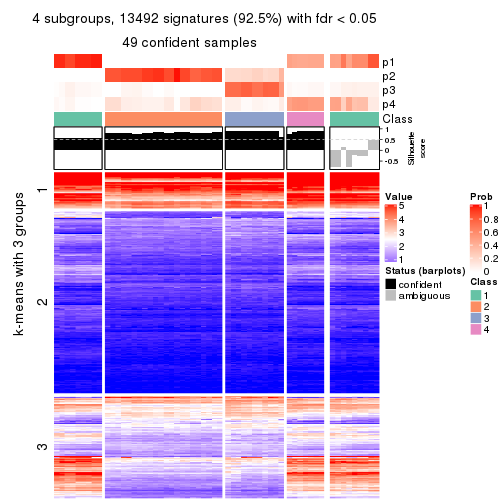 4 subgroups, 13492 signatures (92.5%) with fdr < 0.05
49 confident samples
p1
p2
p3
p4
Class
1
0.5
0
-0.5
Silhouette
score
k-means with 3 groups
1
2
3
Value
5
4
3
2
1
Status (barplots)
confident
ambiguous
Prob
1
0.8
0.6
0.4
0.2
0
Class
1
2
3
4